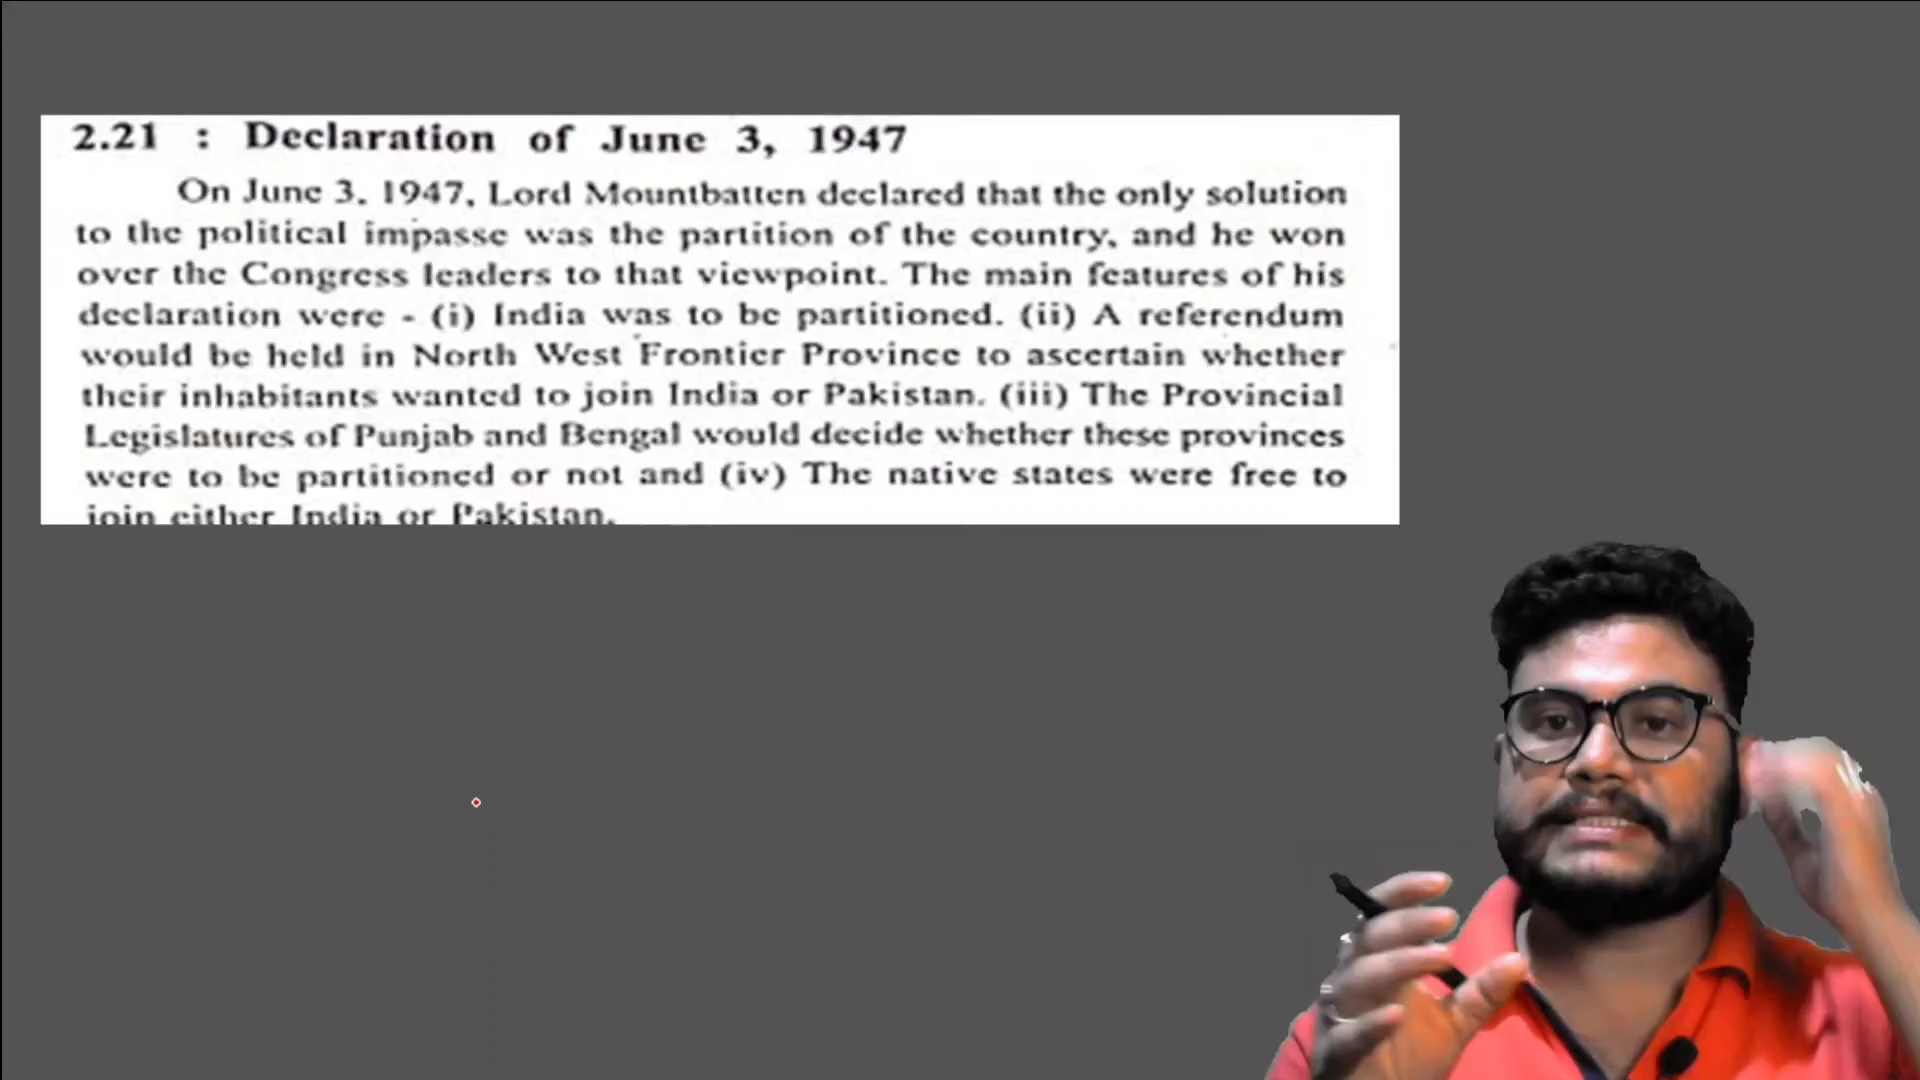 2.21 : Declaration of June 3, 1947
On June 3, 1947, Lord Mountbatten declared that the only solution
to the political impasse was the partition of the country, and he won
over the Congress leaders to that viewpoint. The main features of his
declaration were - (i) India was to be partitioned. (ii) A referendum
would be held in North West Frontier Province to ascertain whether
their inhabitants wanted to join India or Pakistan. (iii) The Provincial
Legislatures of Punjab and Bengal would decide whether these provinces
were to be partitioned or not and (iv) The native states were free to
join either India or Pakistan.